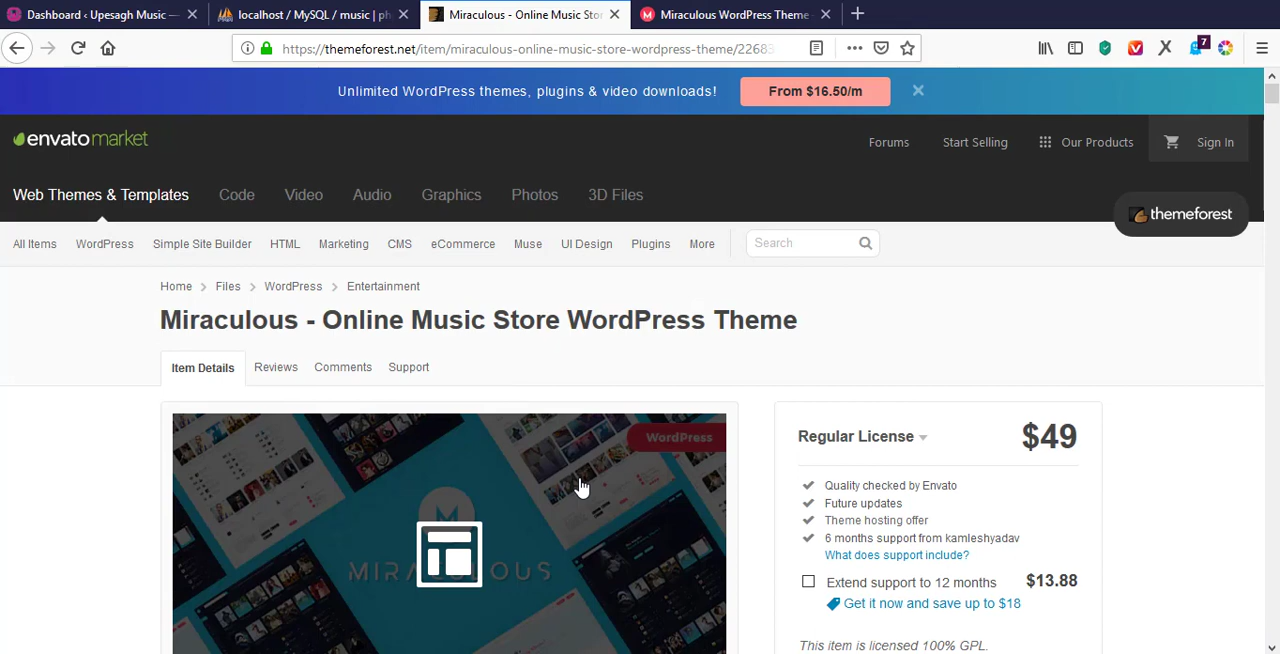 Dashboard ‹ Upesagh Music —
localhost / MySQL / music | ph
Miraculous - Online Music Sto
Miraculous WordPress Theme
https://themeforest.net/item/miraculous-online-music-store-wordpress-theme/22683
7
Unlimited WordPress themes, plugins & video downloads!
From $16.50/m
envatomarket
Forums
Start Selling
Our Products
Sign In
Web Themes & Templates
Code
Video
Audio
Graphics
Photos
3D Files
themeforest
All Items
WordPress
Simple Site Builder
HTML
Marketing
CMS
eCommerce
Muse
UI Design
Plugins
More
Search
Home
Files
WordPress
Entertainment
Miraculous - Online Music Store WordPress Theme
Item Details
Reviews
Comments
Support
WordPress
M
MIRACULOUS
Regular License
$49
Quality checked by Envato
Future updates
Theme hosting offer
6 months support from kamleshyadav
What does support include?
Extend support to 12 months
$13.88
Get it now and save up to $18
This item is licensed 100% GPL.